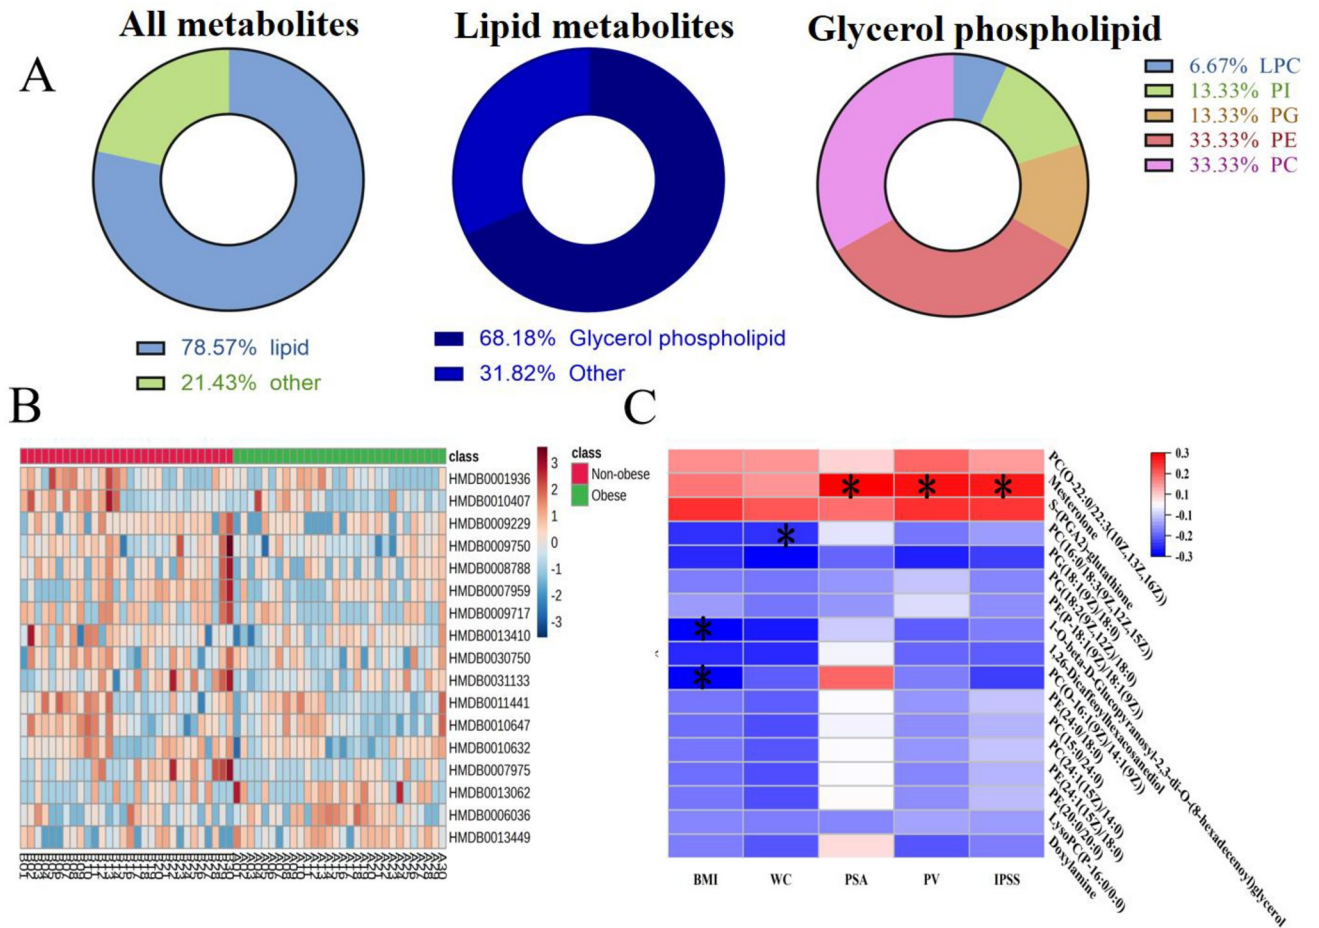 All metabolites
Lipid metabolites
Glycerol phospholipid
A
6.67% LPC
13.33% PI
13.33% PG
33.33% PE
33.33% PC
78.57% lipid
21.43% other
68.18% Glycerol phospholipid
31.82% Other
B
class
HMDB0001936
HMDB0010407
HMDB0009229
HMDB0009750
HMDB0008788
HMDB0007959
HMDB0009717
HMDB0013410
HMDB0030750
HMDB0031133
HMDB0011441
HMDB0010647
HMDB0010632
HMDB0007975
HMDB0013062
HMDB0006036
HMDB0013449
3
2
1
0
-1
-2
-3
class
Non-obese
Obese
C
PC(O-22:0/22:3(10Z,13Z,16Z))
Mesterolone
S-(PGA2)-glutathione
PC(16:0/18:3(9Z,12Z,15Z))
PG(18:1(9Z)/18:0)
PG(18:2(9Z,12Z)/18:0)
PE(P-18:1(9Z)/18:1(9Z))
1-O-beta-D-Glucopyranosyl-2,3-di-O-(8-hexadecenoyl)glycerol
1,26-Dicaffeoylhexacosanediol
PC(O-16:1(9Z)/14:1(9Z))
PE(24:0/18:0)
PC(15:0/24:0)
PC(24:1(15Z)/14:0)
PE(24:1(15Z)/18:0)
PE(20:0/20:0)
LysoPC(P-16:0/0:0)
Doxylamine
0.3
0.2
0.1
-0.1
-0.2
-0.3
BMI
WC
PSA
PV
IPSS